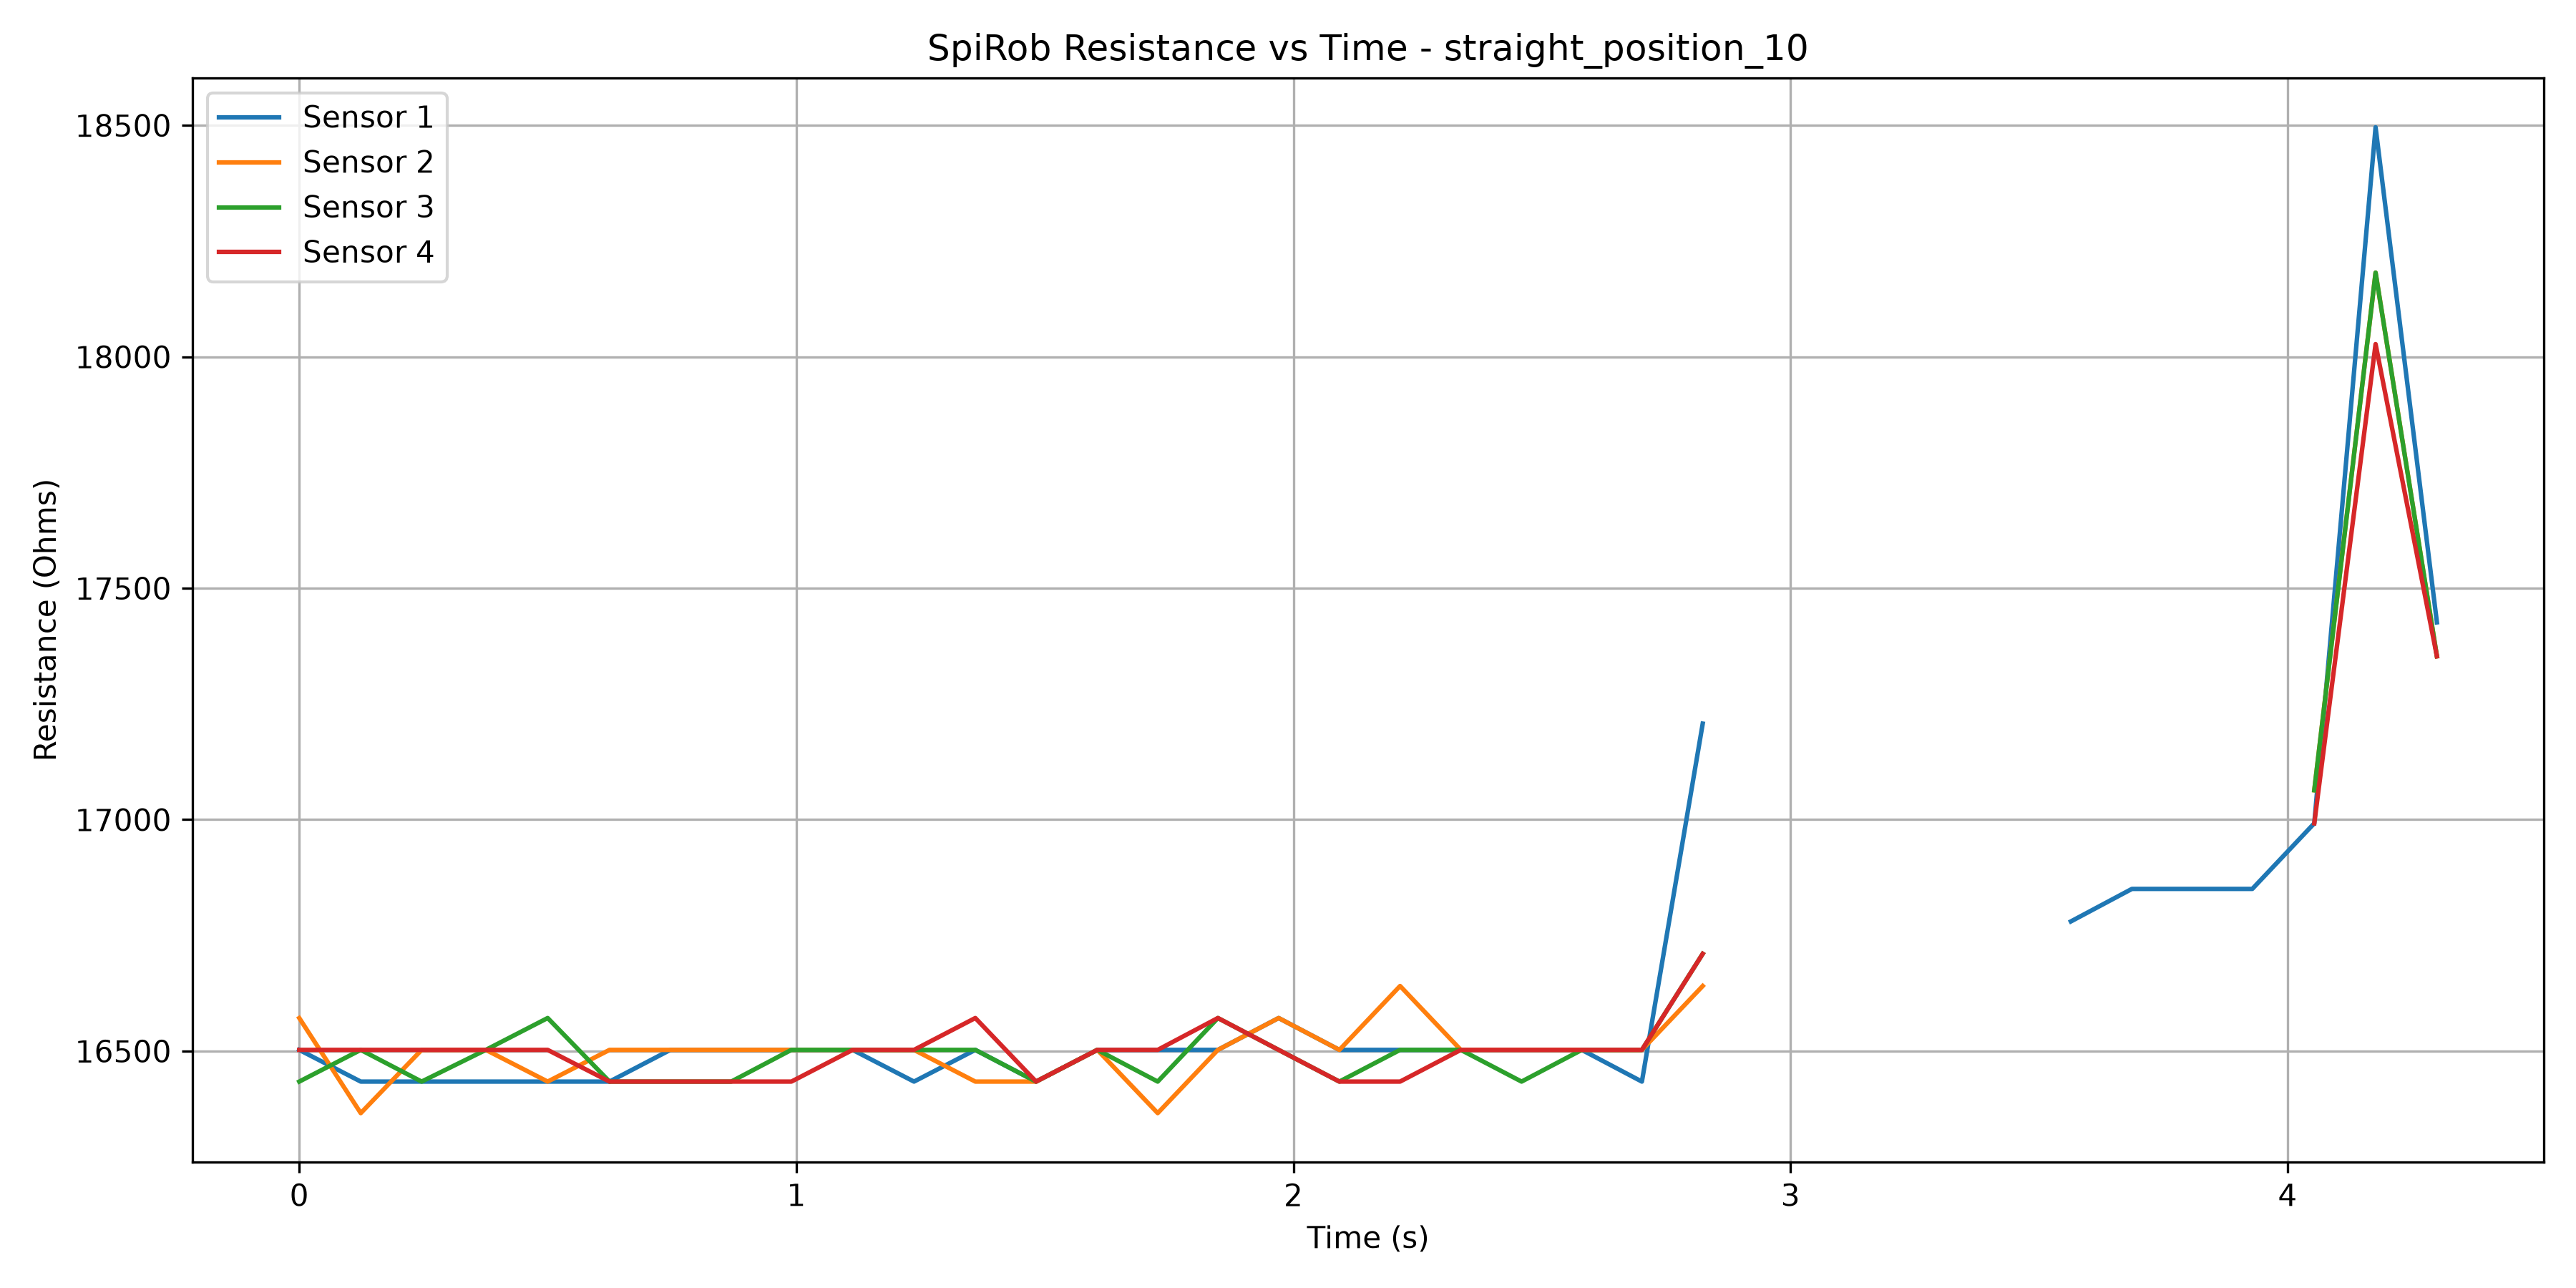 SpiRob Resistance vs Time - straight_position_10
Sensor 1
Sensor 2
Sensor 3
Sensor 4
18500
18000
17500
17000
16500
Resistance (Ohms)
0 1 2 3 4
Time (s)